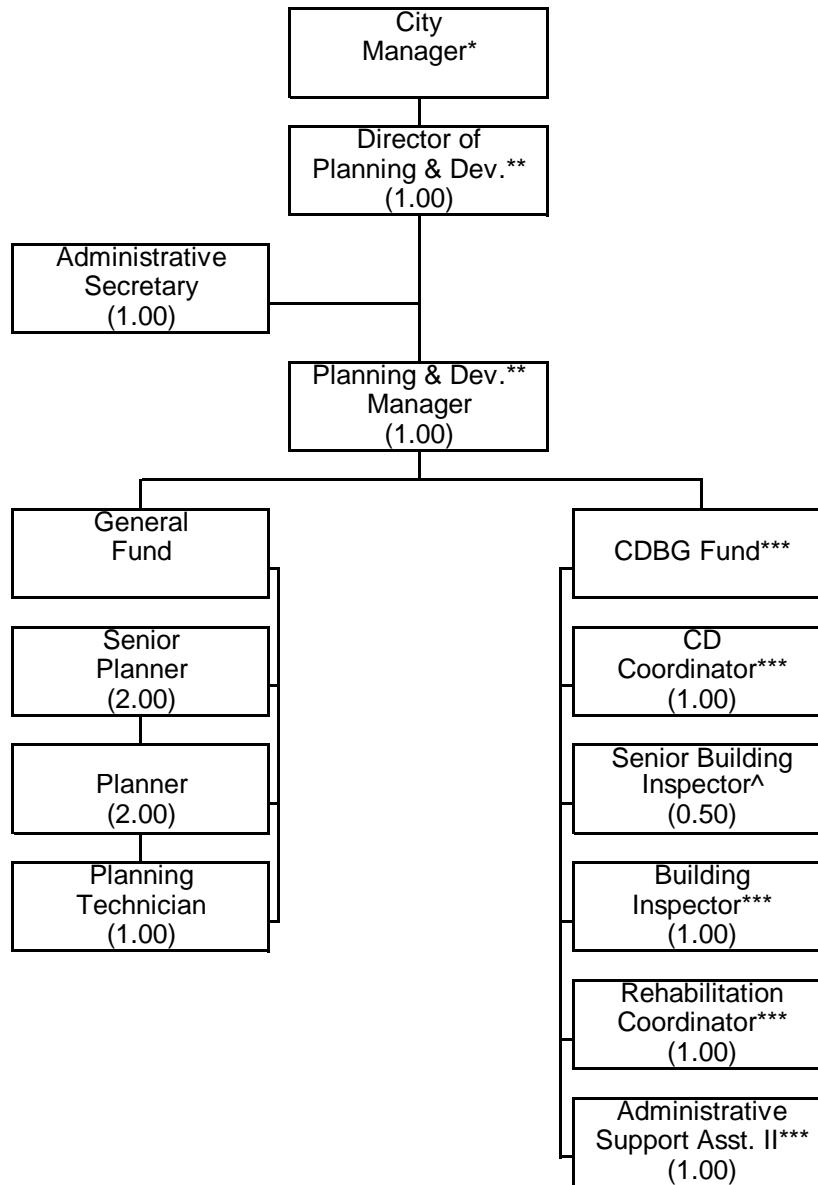 City
Manager*
Director of
Planning & Dev.**
(1.00)
Administrative
Secretary
(1.00)
Planning & Dev.**
Manager
(1.00)
General
Fund
Senior
Planner
(2.00)
Planner
(2.00)
Planning
Technician
(1.00)
CDBG Fund***
CD
Coordinator***
(1.00)
Senior Building
Inspector^
(0.50)
Building
Inspector***
(1.00)
Rehabilitation
Coordinator***
(1.00)
Administrative
Support Asst. II***
(1.00)